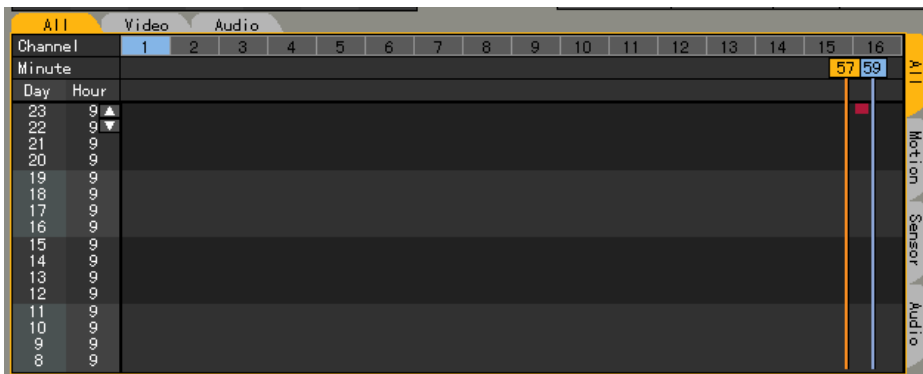 All Video Audio
Channel 1 2 3 4 5 6 7 8 9 10 11 12 13 14 15 16
Minute 57 59
Day Hour
23 9
22 9
21 9
20 9
19 9
18 9
17 9
16 9
15 9
14 9
13 9
12 9
11 9
10 9
9 9
8 9
All
Motion
Sensor
Audio